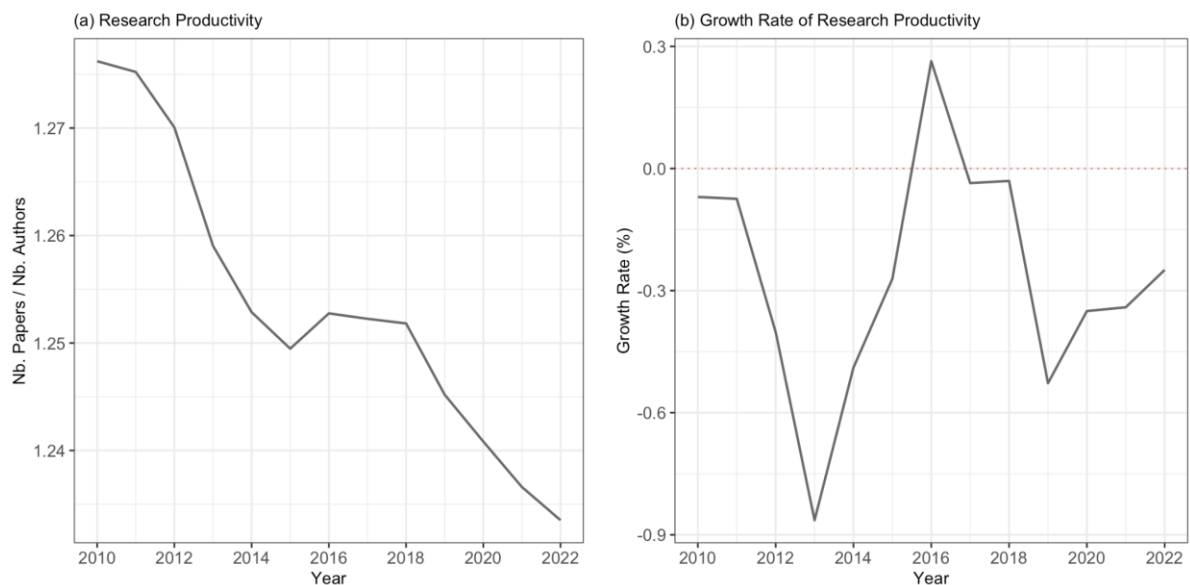 (a) Research Productivity
Nb. Papers / Nb. Authors
1.27
1.26
1.25
1.24
2010 2012 2014 2016 2018 2020 2022
Year
(b) Growth Rate of Research Productivity
Growth Rate (%)
0.3
0.0
-0.3
-0.6
-0.9
2010 2012 2014 2016 2018 2020 2022
Year